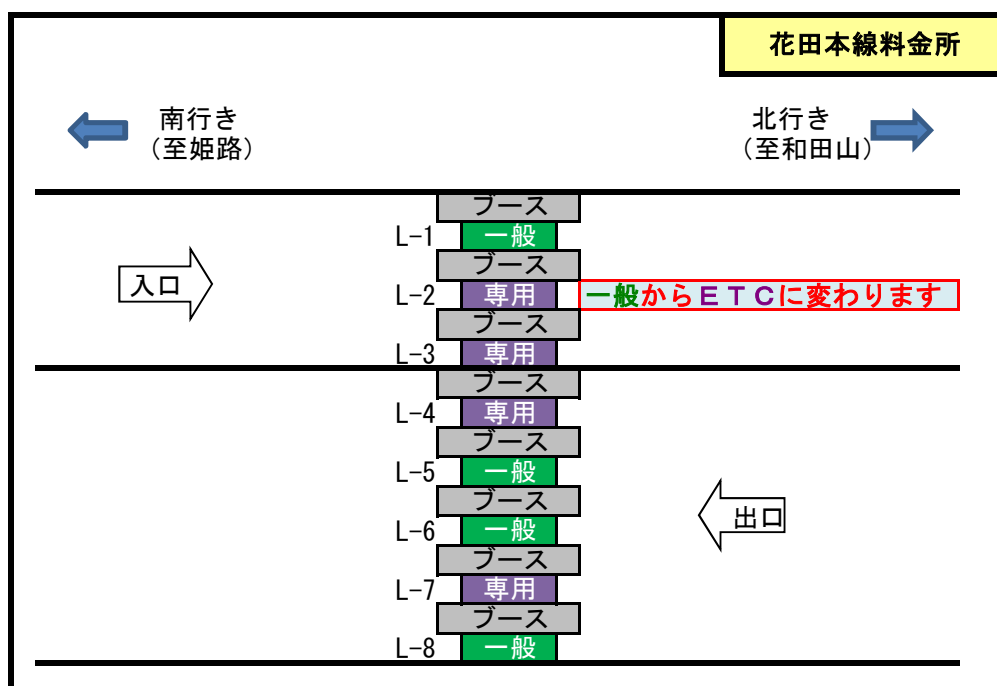 花田本線料金所
南行き
（至姫路）
北行き
（至和田山）
ブース
L-1 一般
ブース
入口
L-2 専用 一般からＥＴＣに変わります
ブース
L-3 専用
ブース
L-4 専用
ブース
L-5 一般
ブース
出口
L-6 一般
ブース
L-7 専用
ブース
L-8 一般